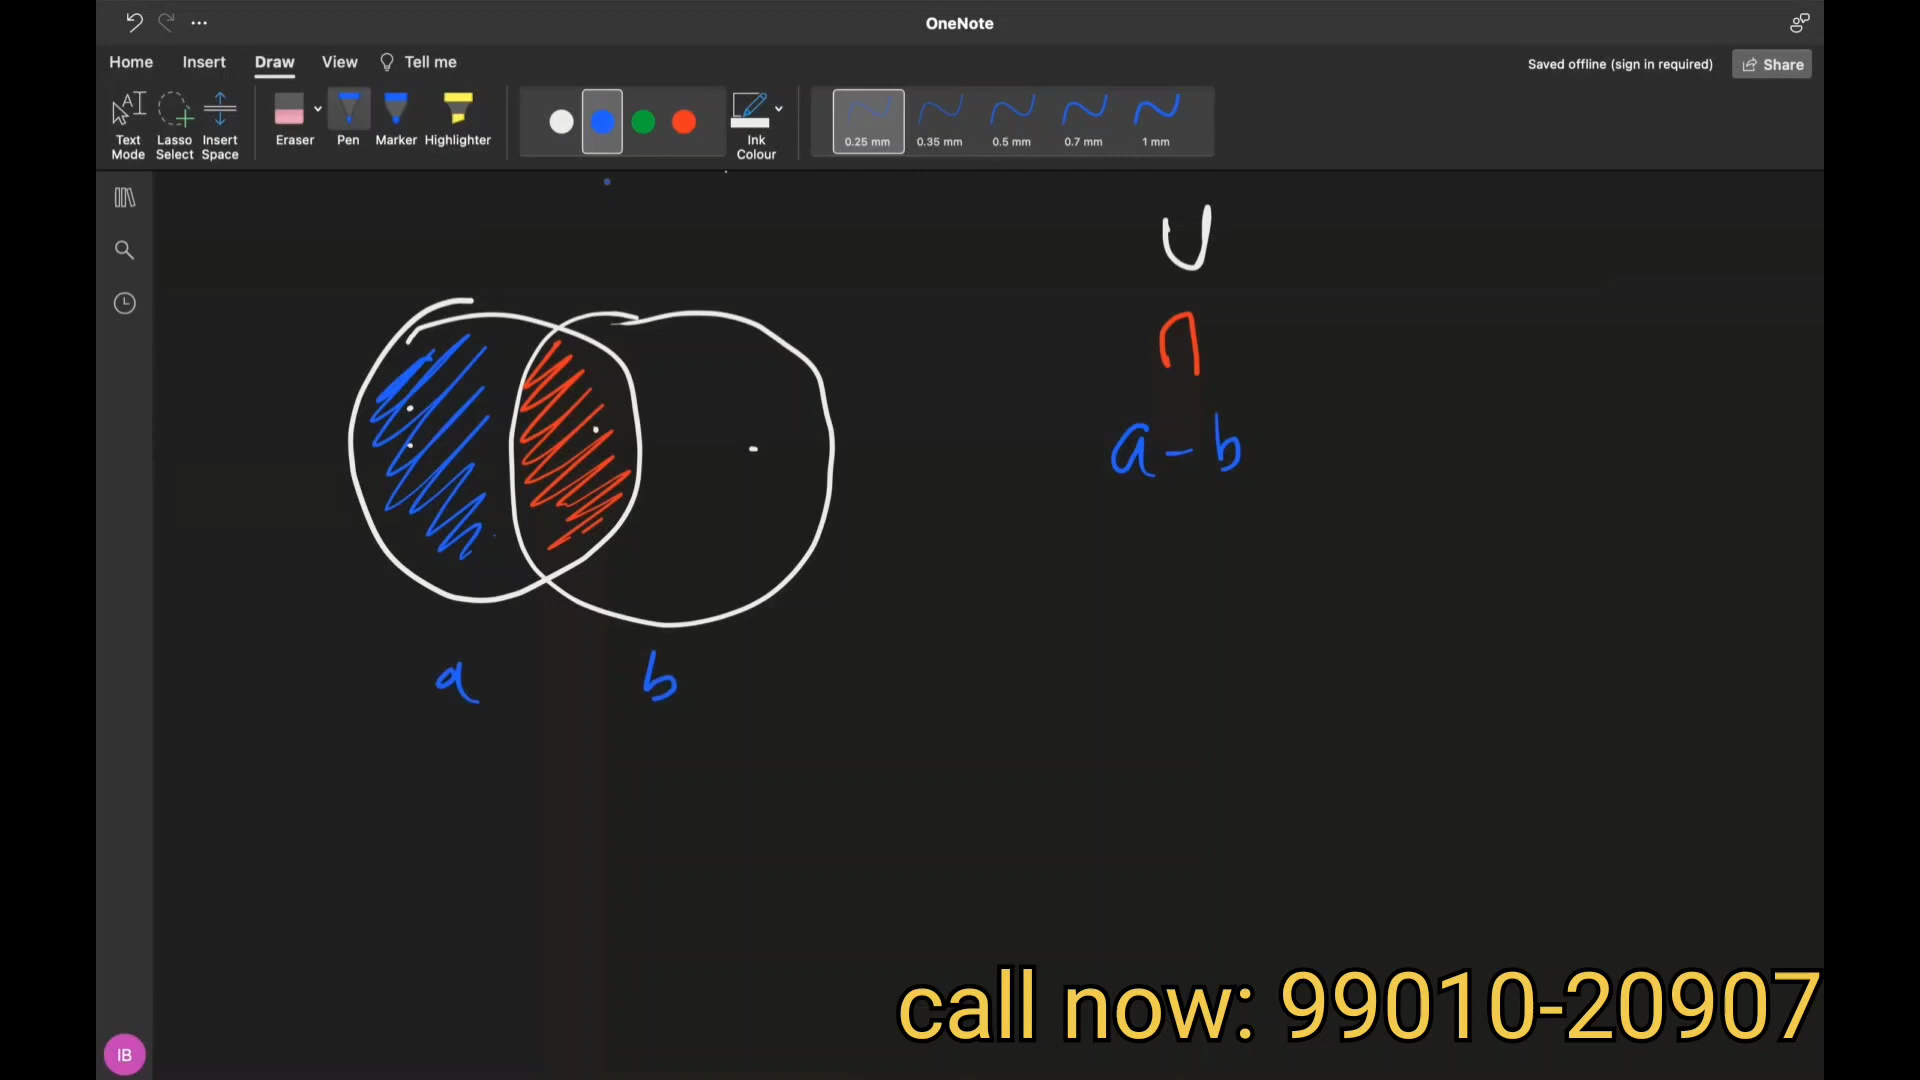 OneNote
Home Insert Draw View Tell me
Saved offline (sign in required) Share
Text Mode
Lasso Select
Insert Space
Eraser
Pen
Marker
Highlighter
Ink Colour
0.25 mm
0.35 mm
0.5 mm
0.7 mm
1 mm
∪
∩
a - b
a b
call now: 99010-20907
IB